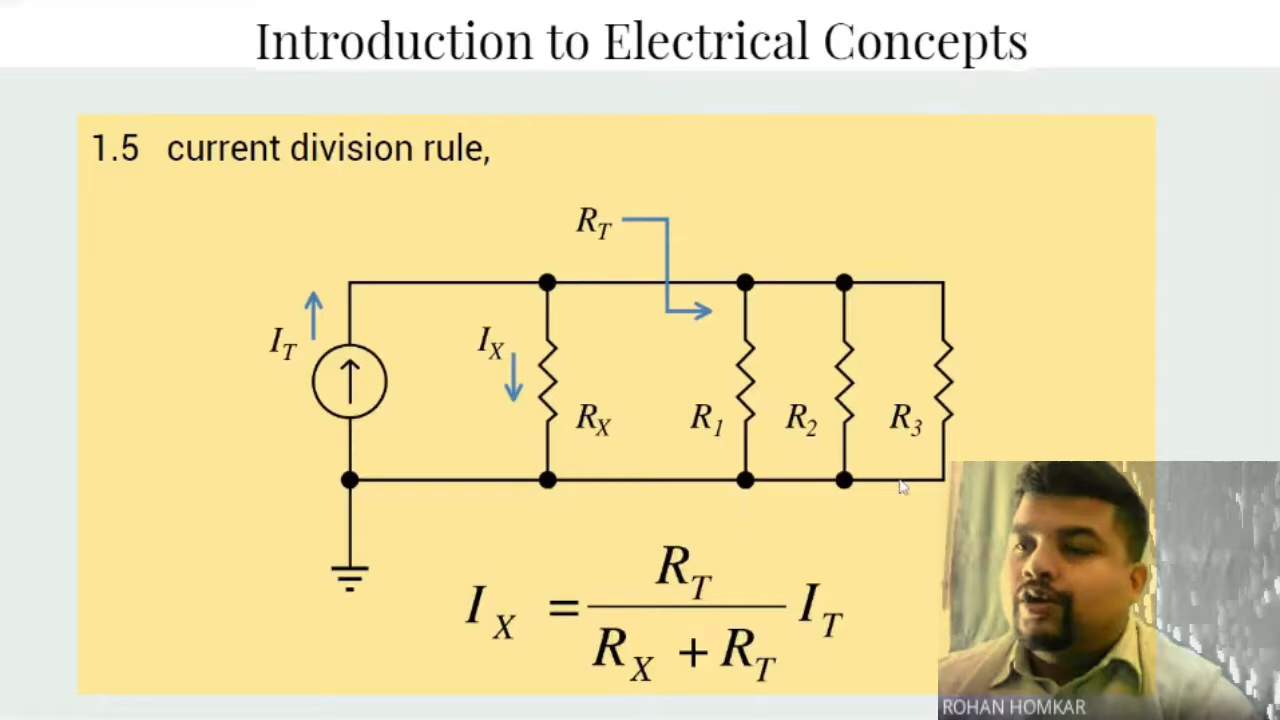 Introduction to Electrical Concepts
1.5 current division rule,
R_T
I_T
I_X
R_X
R_1
R_2
R_3
I_X = R_T / (R_X + R_T) I_T
ROHAN HOMKAR